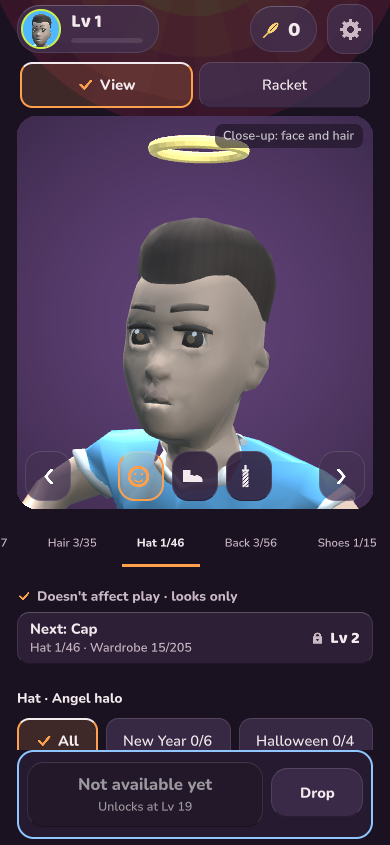 Lv 1
0
View
Racket
Close-up: face and hair
7
Hair 3/35
Hat 1/46
Back 3/56
Shoes 1/15
Doesn't affect play · looks only
Next: Cap
Hat 1/46 · Wardrobe 15/205
Lv 2
Hat · Angel halo
All
New Year 0/6
Halloween 0/4
Not available yet
Unlocks at Lv 19
Drop